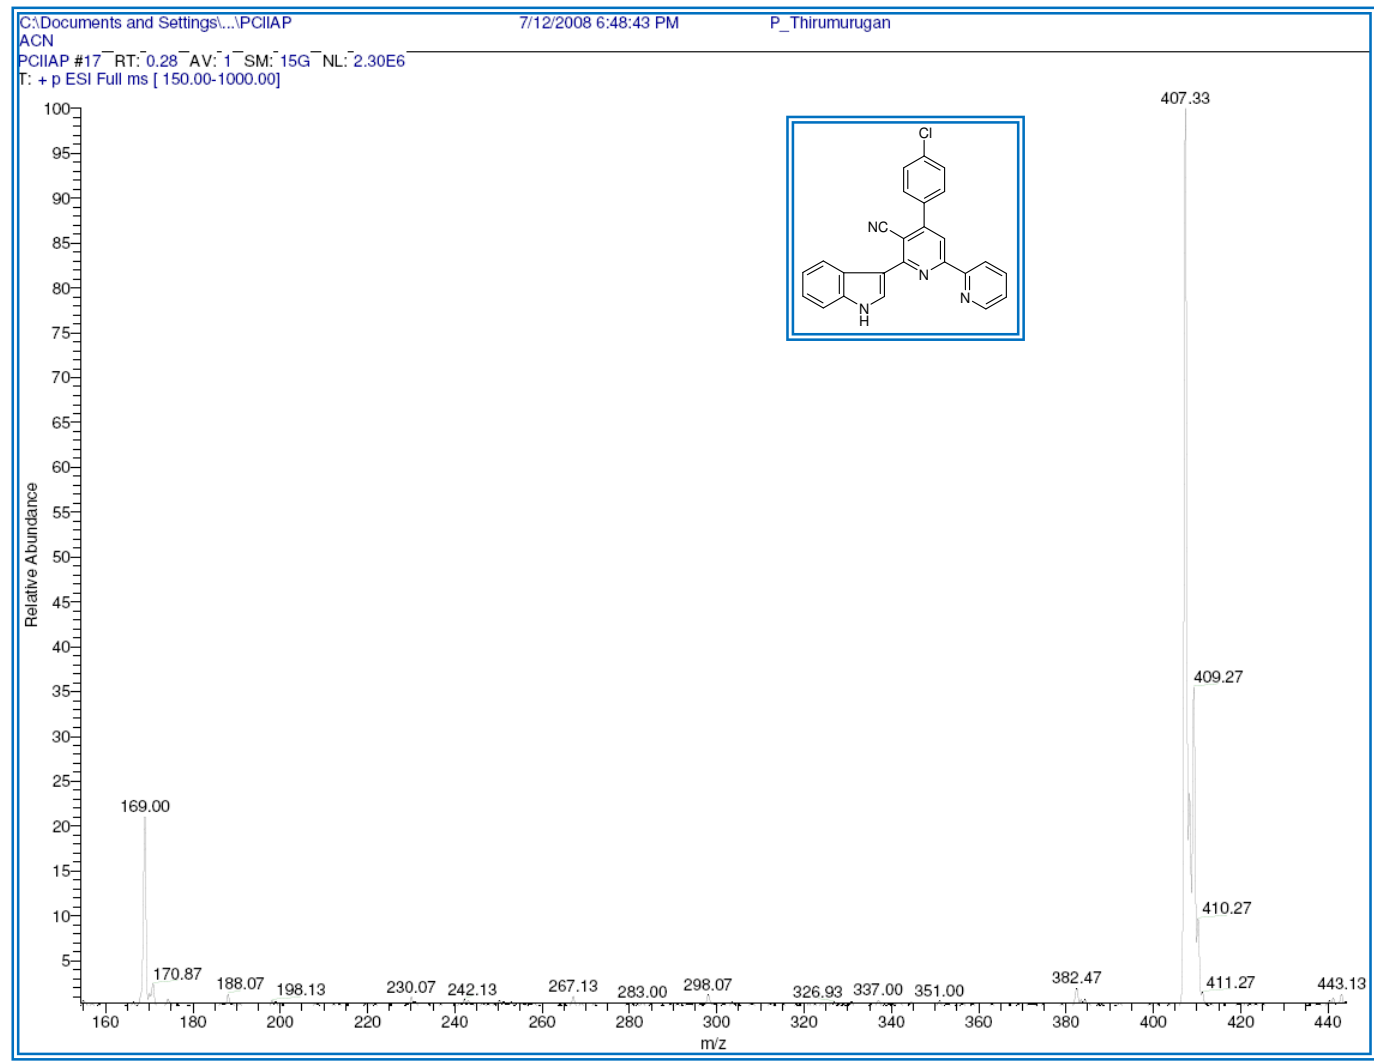 C:\Documents and Settings\...\PCIIAP 7/12/2008 6:48:43 PM P_Thirumurugan
ACN
PCIIAP #17 RT: 0.28 AV: 1 SM: 15G NL: 2.30E6
T: + p ESI Full ms [ 150.00-1000.00]
407.33
100
95
90
85
80
75
70
65
60
55
50
45
40
35
30
25
20
15
10
5
Relative Abundance
Cl
NC
N
N
N
H
409.27
169.00
410.27
170.87
188.07
198.13
230.07
242.13
267.13
283.00
298.07
326.93
337.00
351.00
382.47
411.27
443.13
160 180 200 220 240 260 280 300 320 340 360 380 400 420 440
m/z